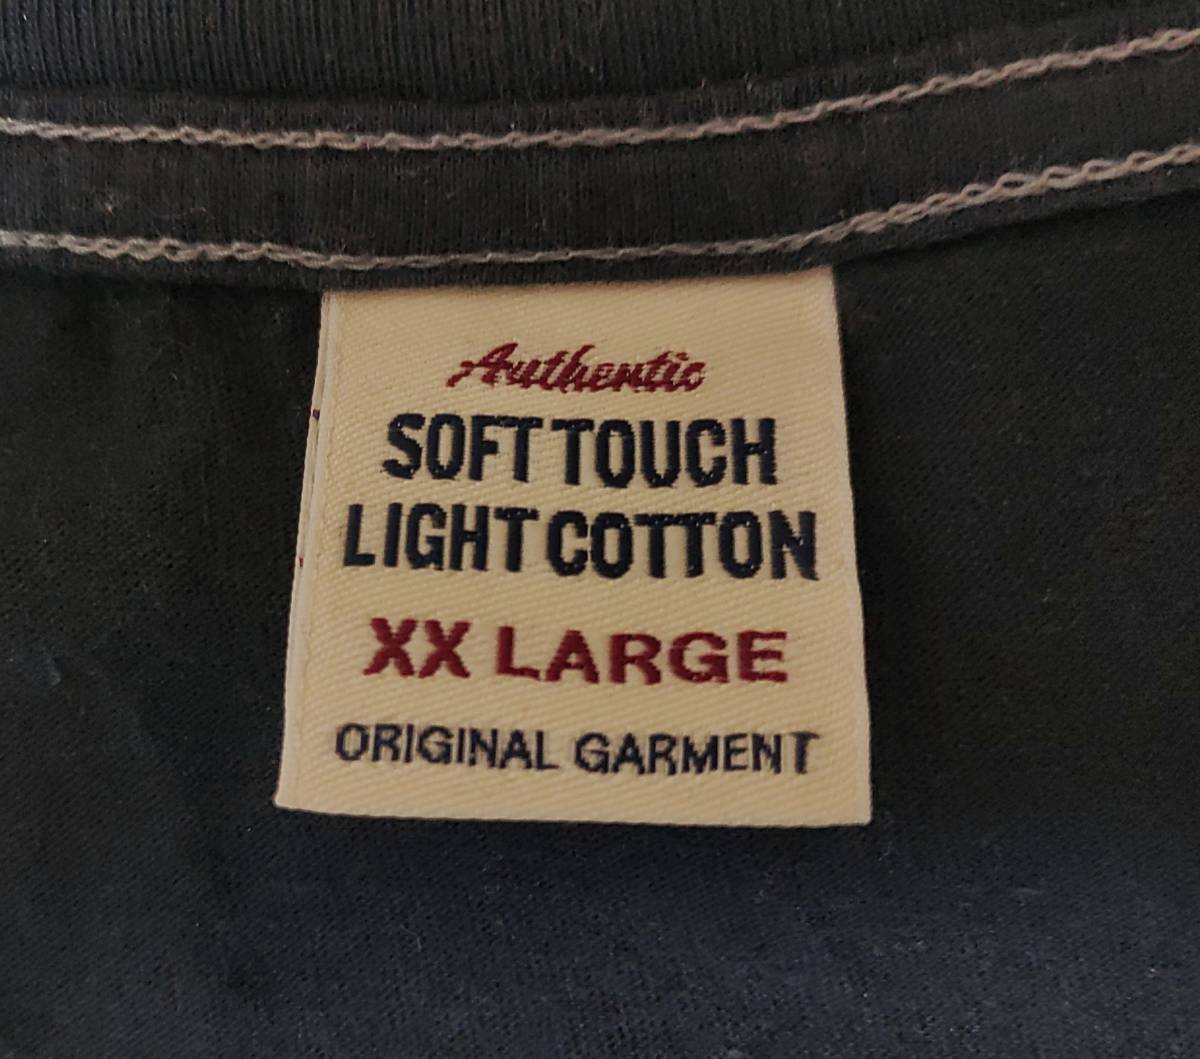 Authentic
SOFT TOUCH
LIGHT COTTON
XX LARGE
ORIGINAL GARMENT